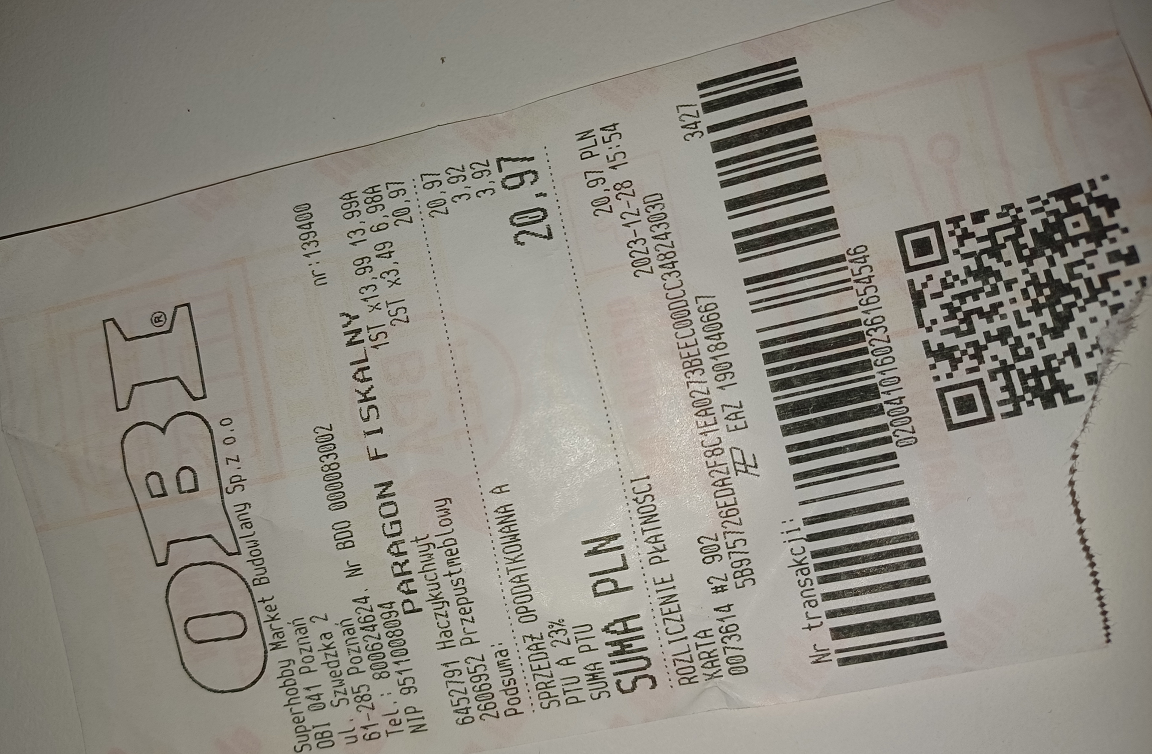 OBI®
Superhobby Market Budowlany Sp.z o.o
OBI 041 Poznań
ul. Szwedzka 2
61-285 Poznań
Tel.: 800624624. Nr BDO 000083002
NIP 9511008094 nr:139400
PARAGON FISKALNY
6452791 Haczykuchwyt 1ST x13,99 13,99A
2606952 Przepustmeblowy 2ST x3,49 6,98A
Podsuma: 20,97
SPRZEDAŻ OPODATKOWANA A 20,97
PTU A 23% 3,92
SUMA PTU 3,92
SUMA PLN 20,97
ROZLICZENIE PŁATNOŚCI
KARTA 20,97 PLN
0073614 #2 902 2023-12-28 15:54
5B975726EDA2F8C1EA0273BEEC00DCC34824303D
EAZ 1901840667
Nr transakcji: 3427
02004101602361654546